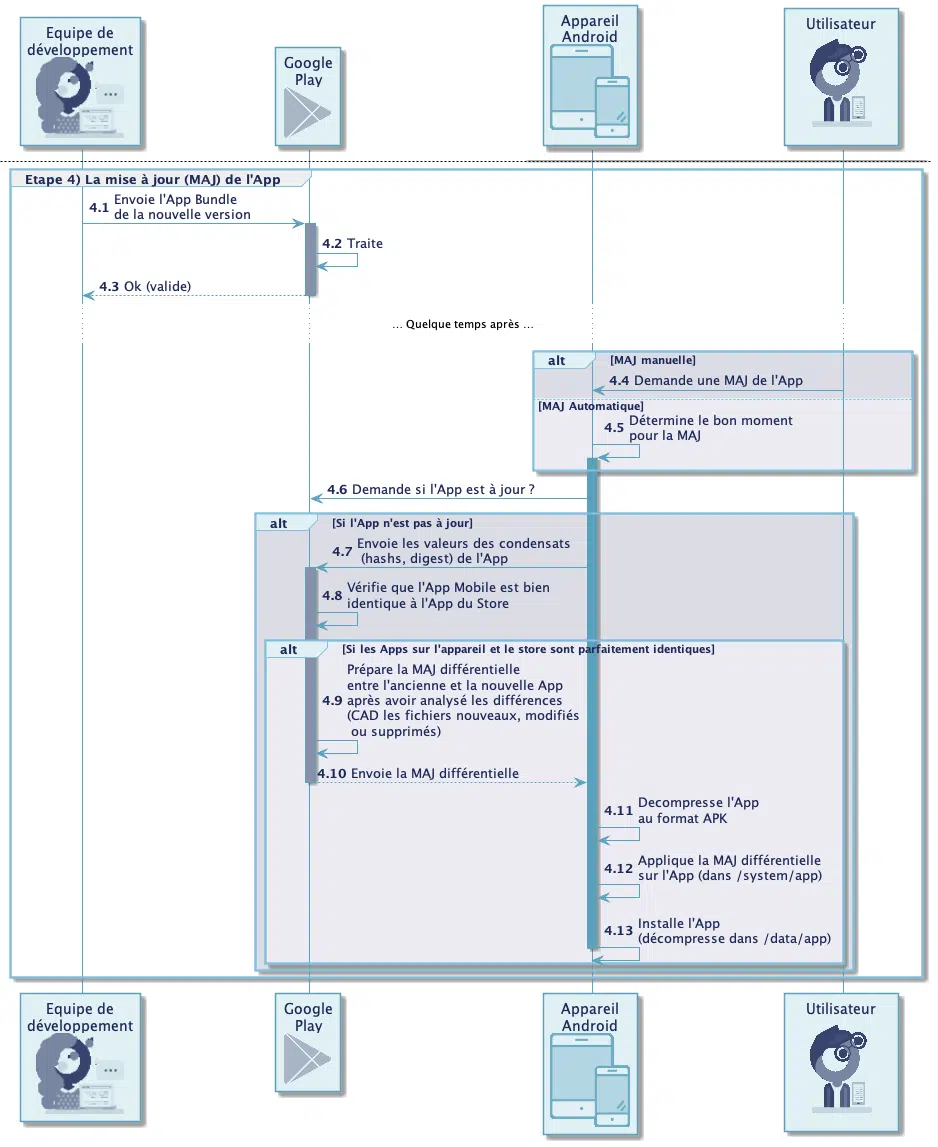 Equipe de
développement
Google
Play
Appareil
Android
Utilisateur
Etape 4) La mise à jour (MAJ) de l'App
4.1 Envoie l'App Bundle
de la nouvelle version
4.2 Traite
4.3 Ok (valide)
... Quelque temps après ...
alt [MAJ manuelle]
4.4 Demande une MAJ de l'App
[MAJ Automatique]
4.5 Détermine le bon moment
pour la MAJ
4.6 Demande si l'App est à jour ?
alt [Si l'App n'est pas à jour]
4.7 Envoie les valeurs des condensats
(hashs, digest) de l'App
4.8 Vérifie que l'App Mobile est bien
identique à l'App du Store
alt [Si les Apps sur l'appareil et le store sont parfaitement identiques]
Prépare la MAJ différentielle
entre l'ancienne et la nouvelle App
4.9 après avoir analysé les différences
(CAD les fichiers nouveaux, modifiés
ou supprimés)
4.10 Envoie la MAJ différentielle
4.11 Decompresse l'App
au format APK
4.12 Applique la MAJ différentielle
sur l'App (dans /system/app)
4.13 Installe l'App
(décompresse dans /data/app)
Equipe de
développement
Google
Play
Appareil
Android
Utilisateur